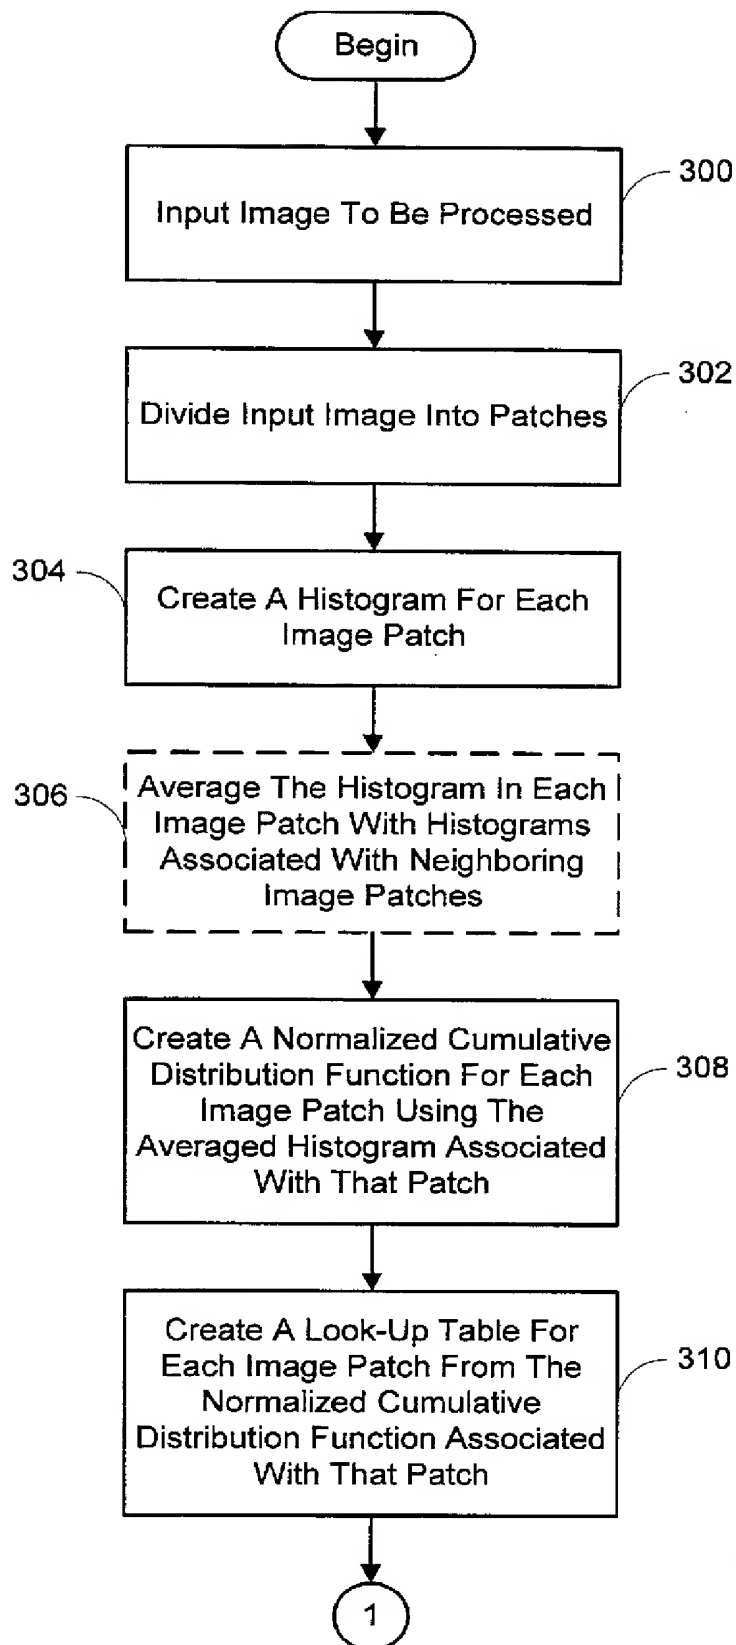 Begin
300
Input Image To Be Processed
302
Divide Input Image Into Patches
304
Create A Histogram For Each
Image Patch
306
Average The Histogram In Each
Image Patch With Histograms
Associated With Neighboring
Image Patches
308
Create A Normalized Cumulative
Distribution Function For Each
Image Patch Using The
Averaged Histogram Associated
With That Patch
310
Create A Look-Up Table For
Each Image Patch From The
Normalized Cumulative
Distribution Function Associated
With That Patch
1